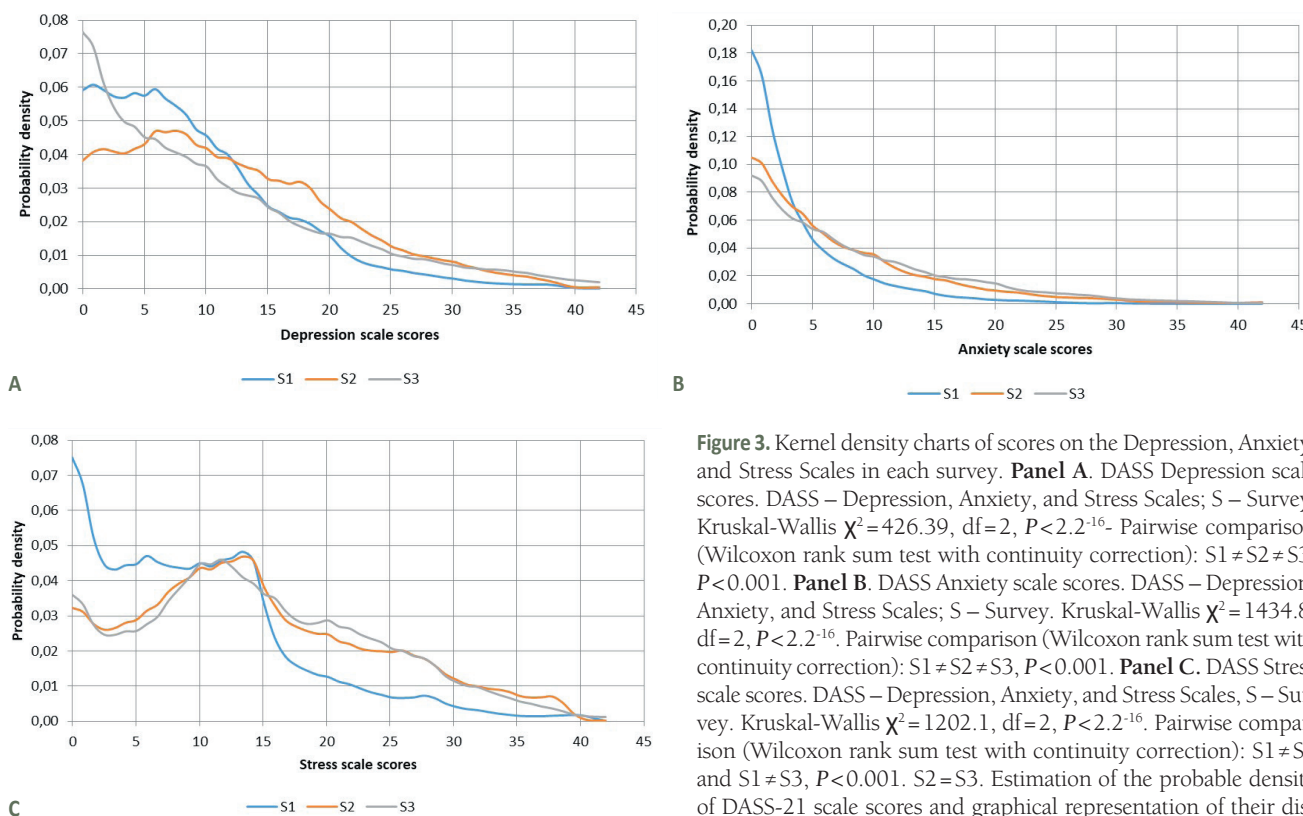 0,08
0,07
0,06
0,05
0,04
0,03
0,02
0,01
0,00
Probability density
0 5 10 15 20 25 30 35 40 45
Depression scale scores
S1 S2 S3
A
0,20
0,18
0,16
0,14
0,12
0,10
0,08
0,06
0,04
0,02
0,00
Probability density
0 5 10 15 20 25 30 35 40 45
Anxiety scale scores
S1 S2 S3
B
0,08
0,07
0,06
0,05
0,04
0,03
0,02
0,01
0,00
Probability density
0 5 10 15 20 25 30 35 40 45
Stress scale scores
S1 S2 S3
C
Figure 3. Kernel density charts of scores on the Depression, Anxiety
and Stress Scales in each survey. Panel A. DASS Depression scal
scores. DASS – Depression, Anxiety, and Stress Scales; S – Survey
Kruskal-Wallis χ²=426.39, df=2, P<2.2⁻¹⁶- Pairwise compariso
(Wilcoxon rank sum test with continuity correction): S1≠S2≠S3
P<0.001. Panel B. DASS Anxiety scale scores. DASS – Depression
Anxiety, and Stress Scales; S – Survey. Kruskal-Wallis χ²=1434.8
df=2, P<2.2⁻¹⁶. Pairwise comparison (Wilcoxon rank sum test wit
continuity correction): S1≠S2≠S3, P<0.001. Panel C. DASS Stres
scale scores. DASS – Depression, Anxiety, and Stress Scales, S – Sur
vey. Kruskal-Wallis χ²=1202.1, df=2, P<2.2⁻¹⁶. Pairwise compar
ison (Wilcoxon rank sum test with continuity correction): S1≠S
and S1≠S3, P<0.001. S2=S3. Estimation of the probable densit
of DASS-21 scale scores and graphical representation of their dis